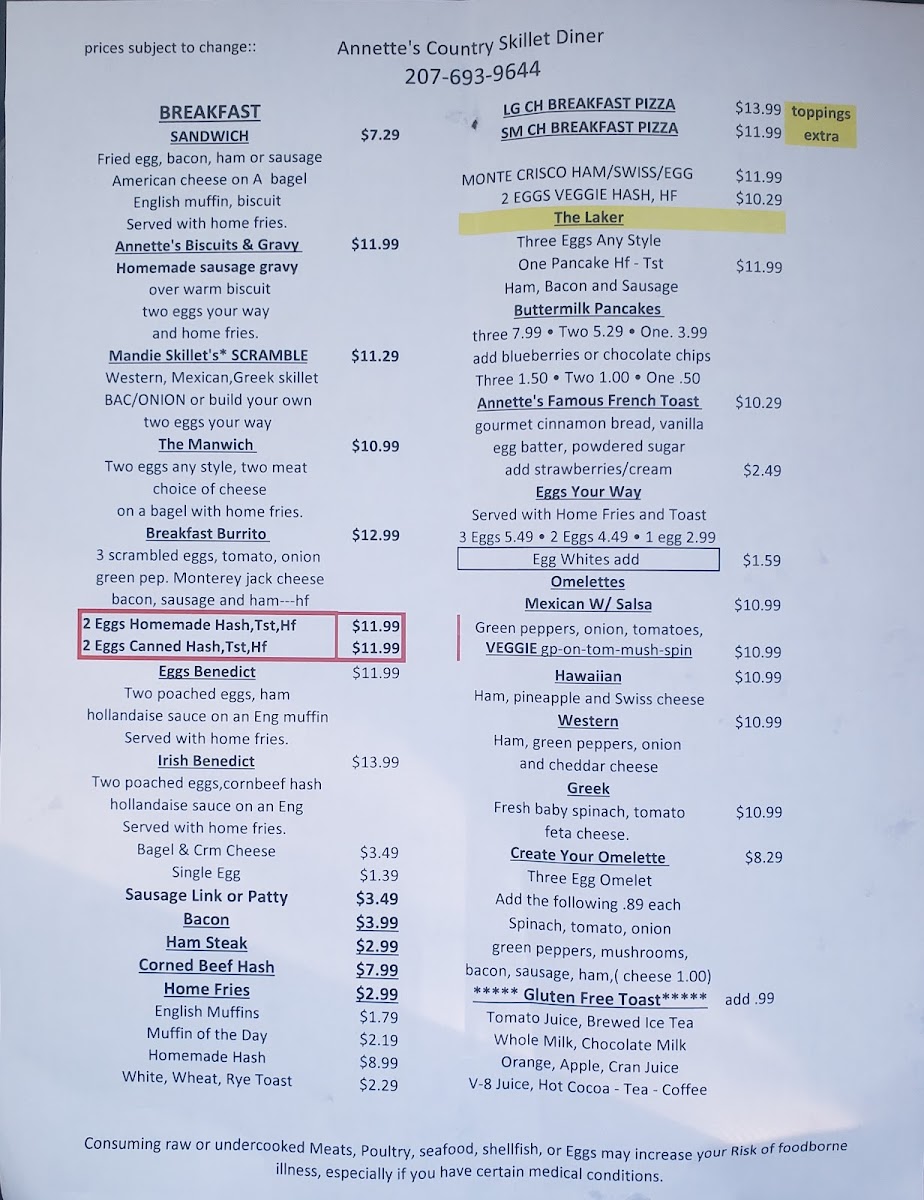 prices subject to change::
Annette's Country Skillet Diner
207-693-9644
BREAKFAST
SANDWICH $7.29
Fried egg, bacon, ham or sausage
American cheese on A bagel
English muffin, biscuit
Served with home fries.
Annette's Biscuits & Gravy $11.99
Homemade sausage gravy
over warm biscuit
two eggs your way
and home fries.
Mandie Skillet's* SCRAMBLE $11.29
Western, Mexican,Greek skillet
BAC/ONION or build your own
two eggs your way
The Manwich $10.99
Two eggs any style, two meat
choice of cheese
on a bagel with home fries.
Breakfast Burrito $12.99
3 scrambled eggs, tomato, onion
green pep. Monterey jack cheese
bacon, sausage and ham---hf
2 Eggs Homemade Hash,Tst,Hf $11.99
2 Eggs Canned Hash,Tst,Hf $11.99
Eggs Benedict $11.99
Two poached eggs, ham
hollandaise sauce on an Eng muffin
Served with home fries.
Irish Benedict $13.99
Two poached eggs,cornbeef hash
hollandaise sauce on an Eng
Served with home fries.
Bagel & Crm Cheese $3.49
Single Egg $1.39
Sausage Link or Patty $3.49
Bacon $3.99
Ham Steak $2.99
Corned Beef Hash $7.99
Home Fries $2.99
English Muffins $1.79
Muffin of the Day $2.19
Homemade Hash $8.99
White, Wheat, Rye Toast $2.29
LG CH BREAKFAST PIZZA $13.99 toppings
SM CH BREAKFAST PIZZA $11.99 extra
MONTE CRISCO HAM/SWISS/EGG $11.99
2 EGGS VEGGIE HASH, HF $10.29
The Laker
Three Eggs Any Style
One Pancake Hf - Tst $11.99
Ham, Bacon and Sausage
Buttermilk Pancakes
three 7.99 • Two 5.29 • One. 3.99
add blueberries or chocolate chips
Three 1.50 • Two 1.00 • One .50
Annette's Famous French Toast $10.29
gourmet cinnamon bread, vanilla
egg batter, powdered sugar
add strawberries/cream $2.49
Eggs Your Way
Served with Home Fries and Toast
3 Eggs 5.49 • 2 Eggs 4.49 • 1 egg 2.99
Egg Whites add $1.59
Omelettes
Mexican W/ Salsa $10.99
Green peppers, onion, tomatoes,
VEGGIE gp-on-tom-mush-spin $10.99
Hawaiian $10.99
Ham, pineapple and Swiss cheese
Western $10.99
Ham, green peppers, onion
and cheddar cheese
Greek
Fresh baby spinach, tomato $10.99
feta cheese.
Create Your Omelette $8.29
Three Egg Omelet
Add the following .89 each
Spinach, tomato, onion
green peppers, mushrooms,
bacon, sausage, ham,( cheese 1.00)
***** Gluten Free Toast***** add .99
Tomato Juice, Brewed Ice Tea
Whole Milk, Chocolate Milk
Orange, Apple, Cran Juice
V-8 Juice, Hot Cocoa - Tea - Coffee
Consuming raw or undercooked Meats, Poultry, seafood, shellfish, or Eggs may increase your Risk of foodborne
illness, especially if you have certain medical conditions.